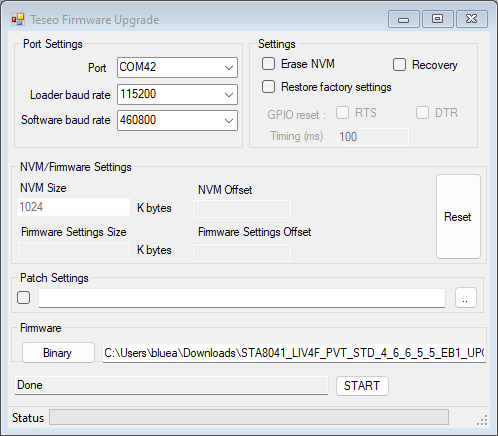 Teseo Firmware Upgrade
Port Settings
Port COM42
Loader baud rate 115200
Software baud rate 460800
Settings
Erase NVM Recovery
Restore factory settings
GPIO reset : RTS DTR
Timing (ms) 100
NVM/Firmware Settings
NVM Size NVM Offset
1024 K bytes
Firmware Settings Size Firmware Settings Offset
K bytes
Reset
Patch Settings
..
Firmware
Binary C:\Users\bluea\Downloads\STA8041_LIV4F_PVT_STD_4_6_6_5_5_EB1_UPG
Done START
Status